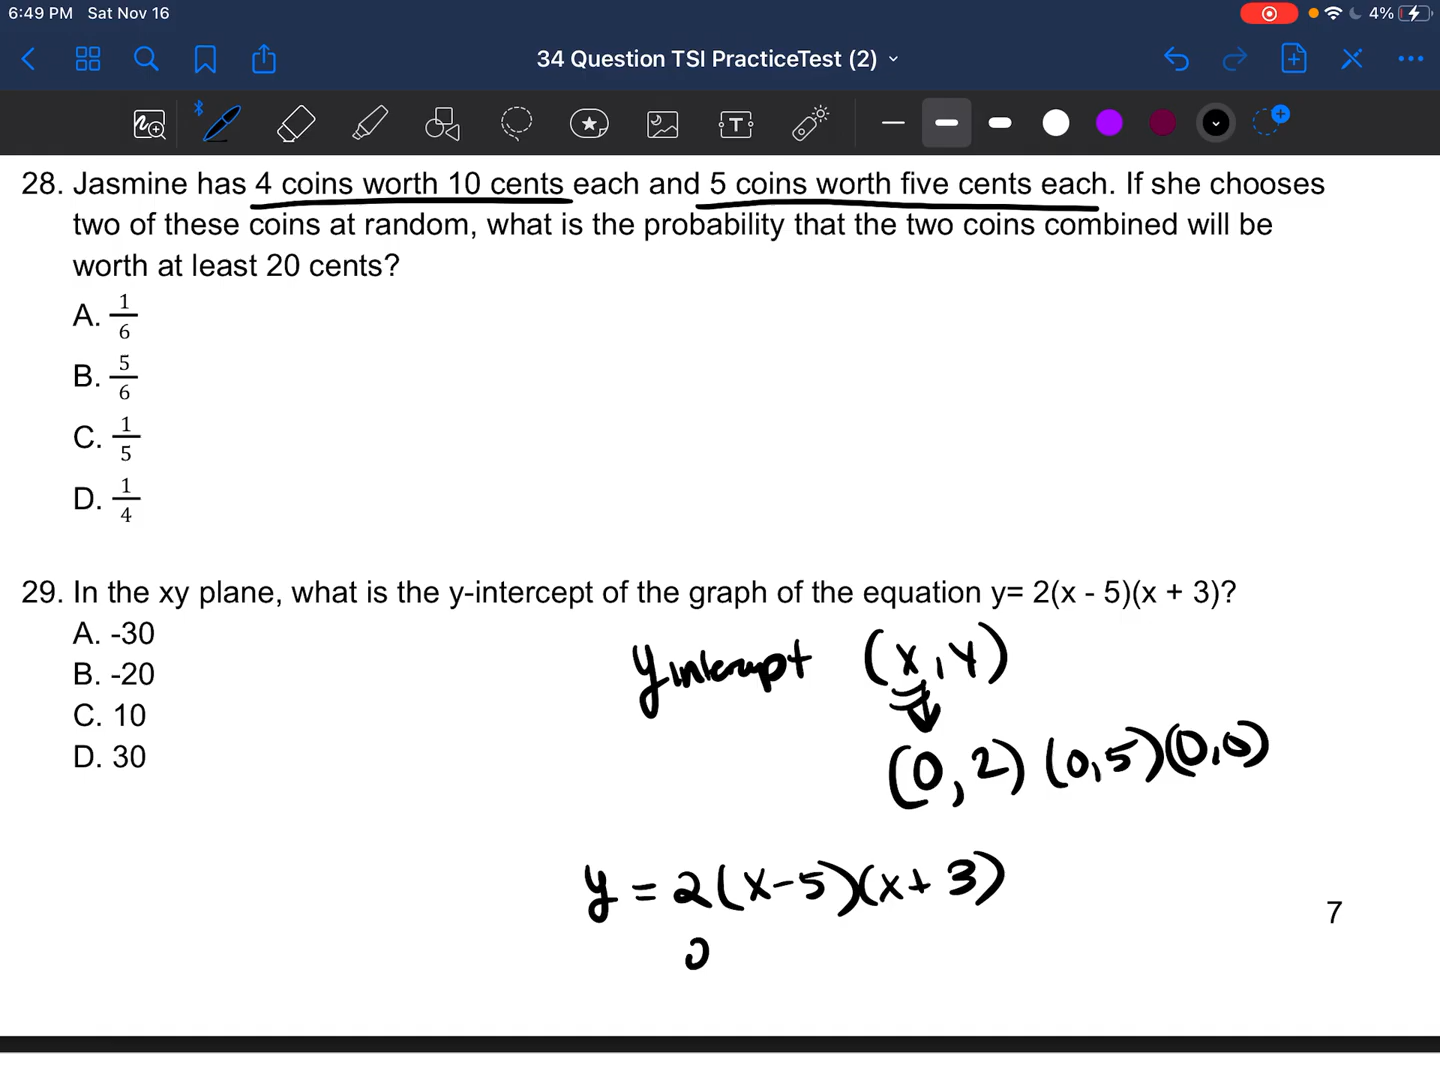 6:49 PM Sat Nov 16 4%
34 Question TSI PracticeTest (2)
T
28. Jasmine has 4 coins worth 10 cents each and 5 coins worth five cents each. If she chooses
two of these coins at random, what is the probability that the two coins combined will be
worth at least 20 cents?
A. 1/6
B. 5/6
C. 1/5
D. 1/4
29. In the xy plane, what is the y-intercept of the graph of the equation y= 2(x - 5)(x + 3)?
A. -30
B. -20
C. 10
D. 30
y intercept (x, y)
(0, 2) (0, 5) (0, 0)
y = 2(x-5)(x+3)
7